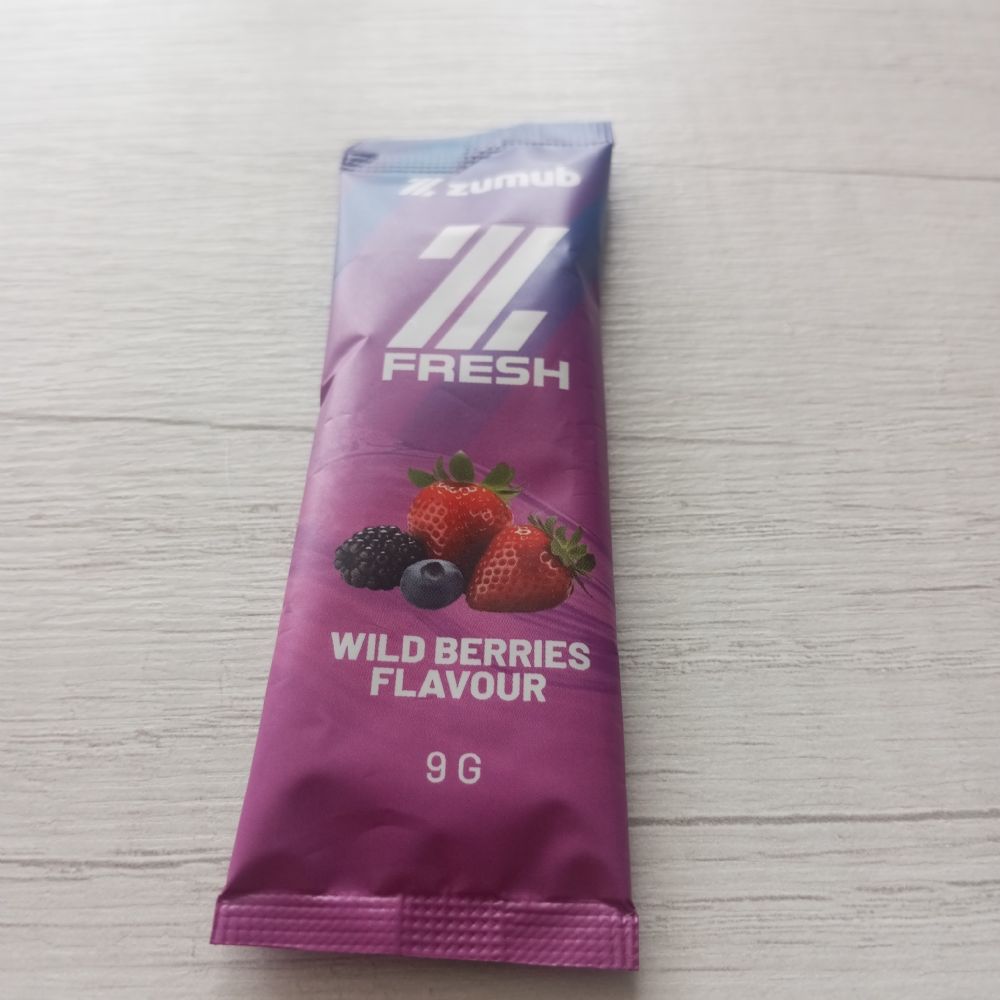 zumub
FRESH
WILD BERRIES
FLAVOUR
9 G